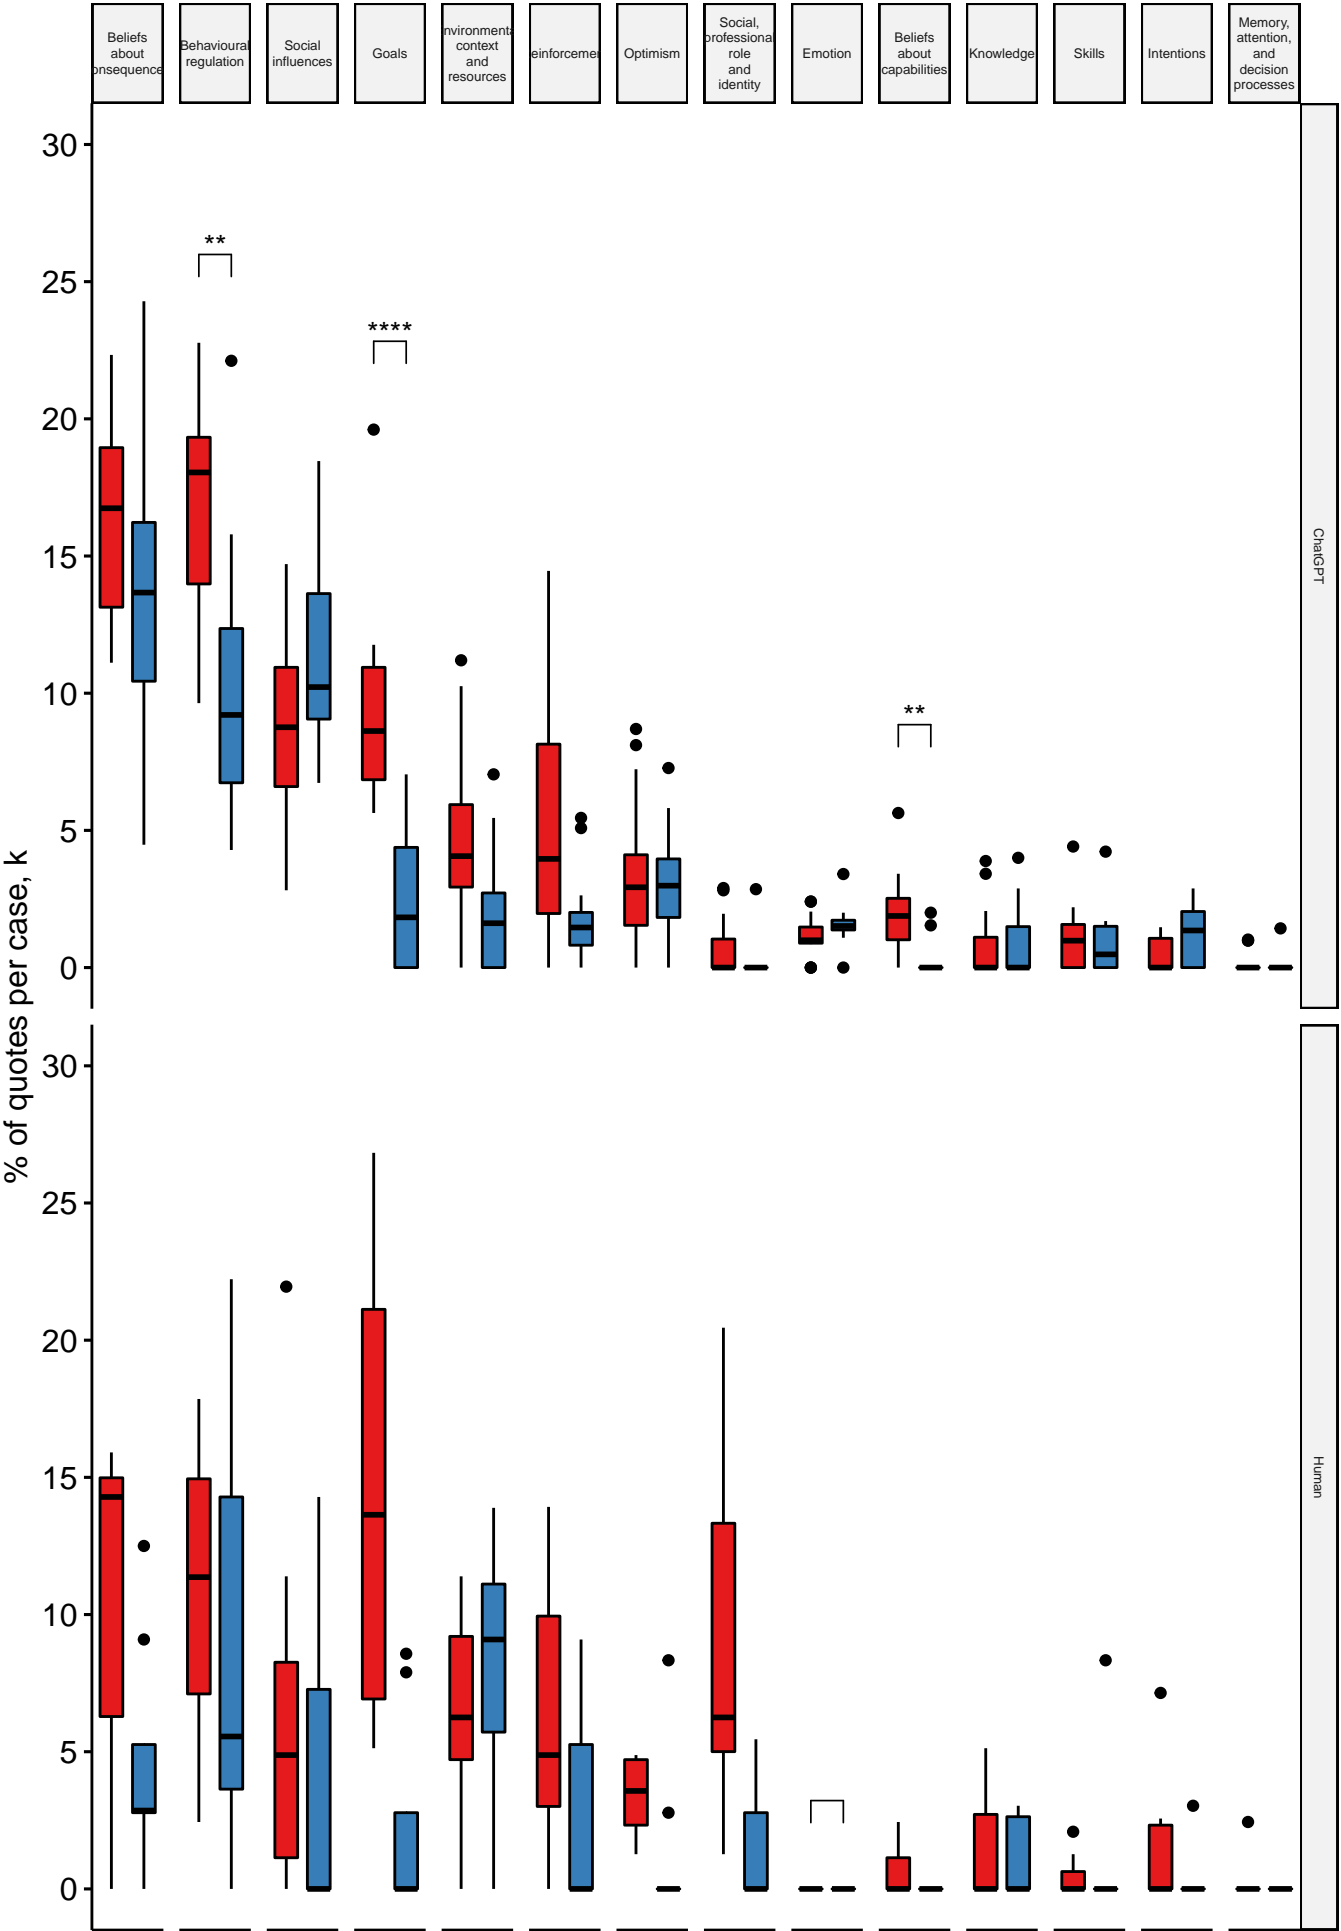 Beliefs
about
onsequence
Behavioural
regulation
Social
influences
Goals
nvironmenta
context
and
resources
einforcemen
Optimism
Social,
professional
role
and
identity
Emotion
Beliefs
about
capabilities
Knowledge
Skills
Intentions
Memory,
attention,
and
decision
processes
% of quotes per case, k
30
25
20
15
10
5
0
**
****
**
ChatGPT
30
25
20
15
10
5
0
Human